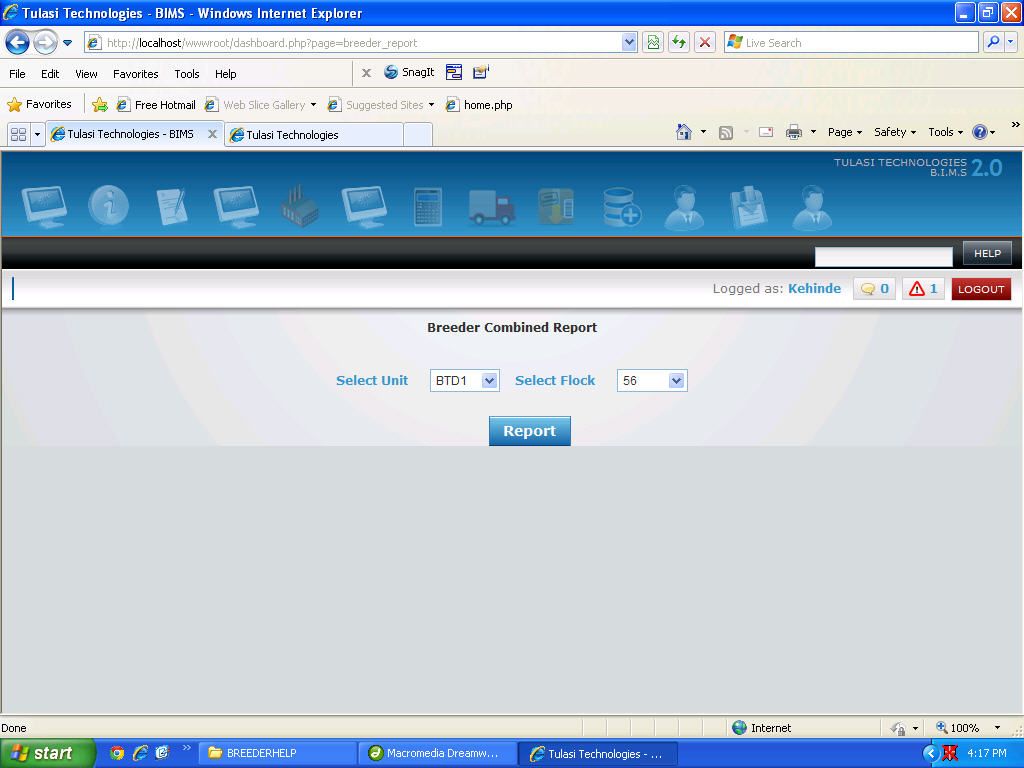 Tulasi Technologies - BIMS - Windows Internet Explorer
http://localhost/wwwroot/dashboard.php?page=breeder_report
Live Search
File Edit View Favorites Tools Help
SnagIt
Favorites Free Hotmail Web Slice Gallery Suggested Sites home.php
Tulasi Technologies - BIMS Tulasi Technologies
Page Safety Tools
TULASI TECHNOLOGIES
B.I.M.S 2.0
HELP
Logged as: Kehinde 0 1 LOGOUT
Breeder Combined Report
Select Unit BTD1 Select Flock 56
Report
Done Internet 100%
start BREEDERHELP Macromedia Dreamw... Tulasi Technologies - ... 4:17 PM